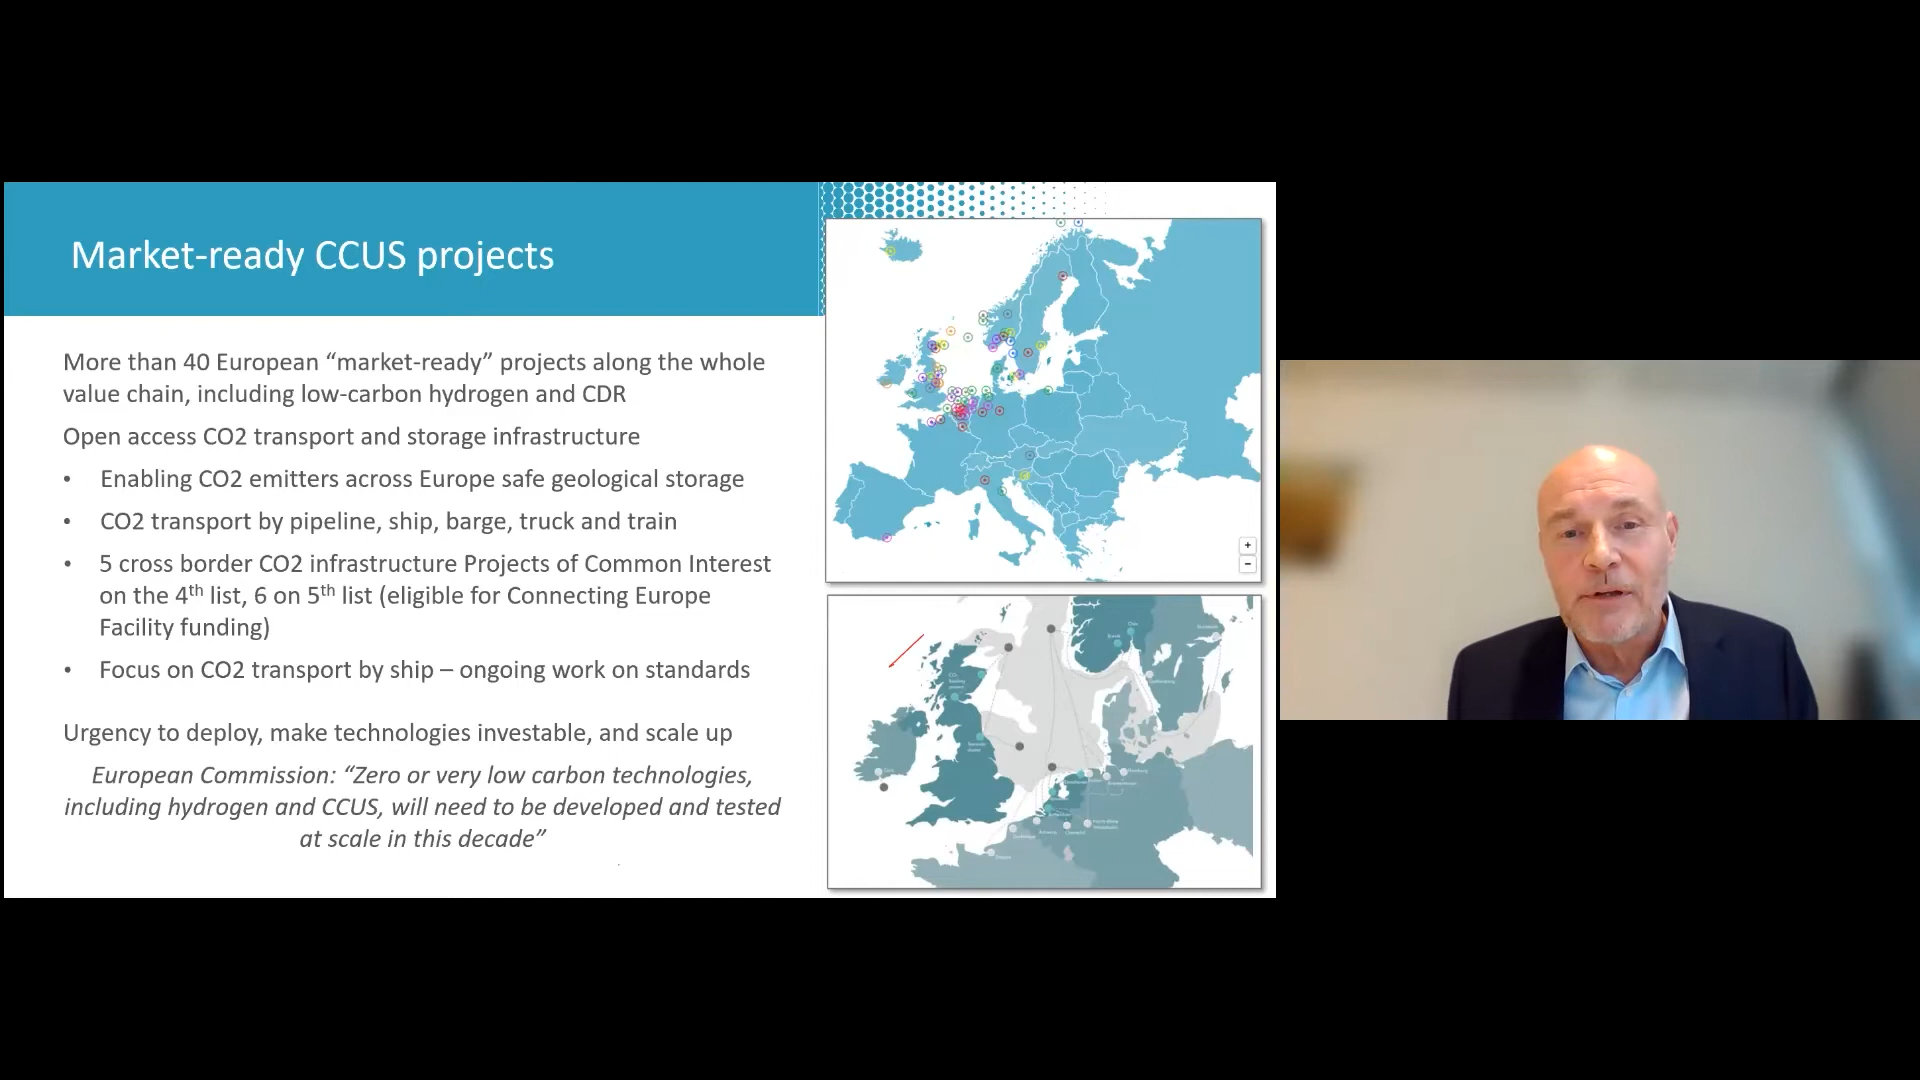 Market-ready CCUS projects
More than 40 European “market-ready” projects along the whole
value chain, including low-carbon hydrogen and CDR
Open access CO2 transport and storage infrastructure
• Enabling CO2 emitters across Europe safe geological storage
• CO2 transport by pipeline, ship, barge, truck and train
• 5 cross border CO2 infrastructure Projects of Common Interest
on the 4th list, 6 on 5th list (eligible for Connecting Europe
Facility funding)
• Focus on CO2 transport by ship – ongoing work on standards
Urgency to deploy, make technologies investable, and scale up
European Commission: “Zero or very low carbon technologies,
including hydrogen and CCUS, will need to be developed and tested
at scale in this decade”
+
−